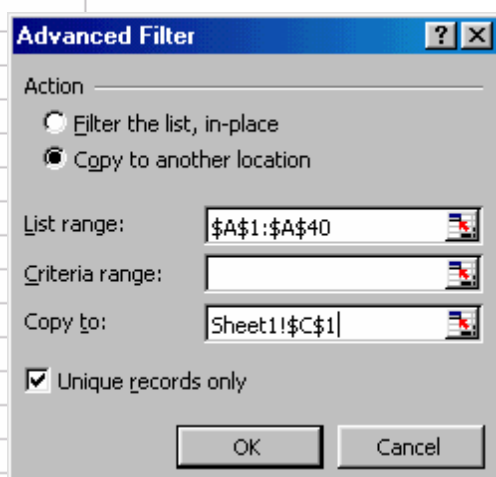 Advanced Filter
Action
Filter the list, in-place
Copy to another location
List range: $A$1:$A$40
Criteria range:
Copy to: Sheet1!$C$1
Unique records only
OK Cancel